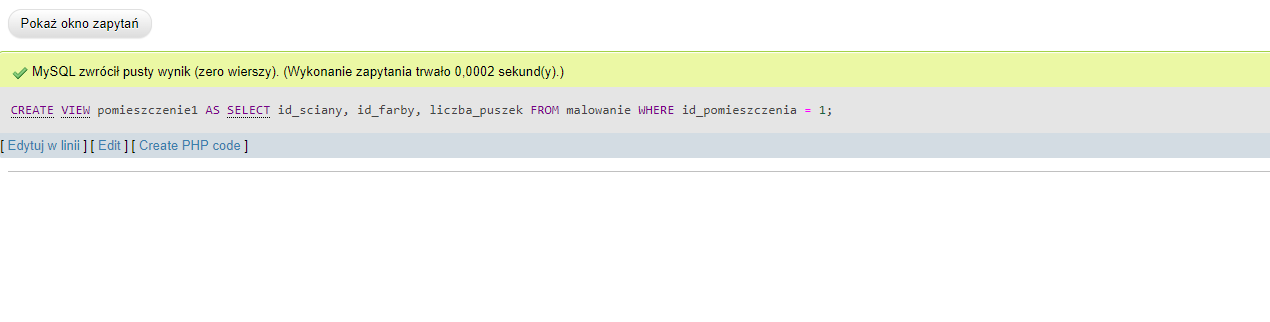 Pokaż okno zapytań
MySQL zwrócił pusty wynik (zero wierszy). (Wykonanie zapytania trwało 0,0002 sekund(y).)
CREATE VIEW pomieszczenie1 AS SELECT id_sciany, id_farby, liczba_puszek FROM malowanie WHERE id_pomieszczenia = 1;
[ Edytuj w linii ] [ Edit ] [ Create PHP code ]